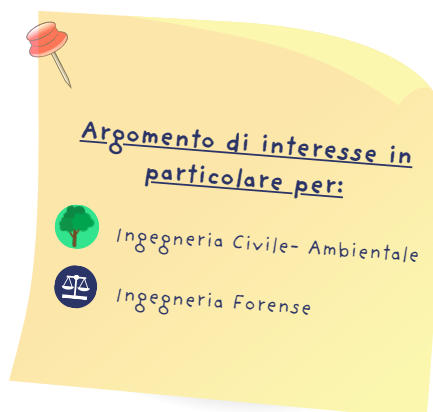 Argomento di interesse in
particolare per:
Ingegneria Civile- Ambientale
Ingegneria Forense